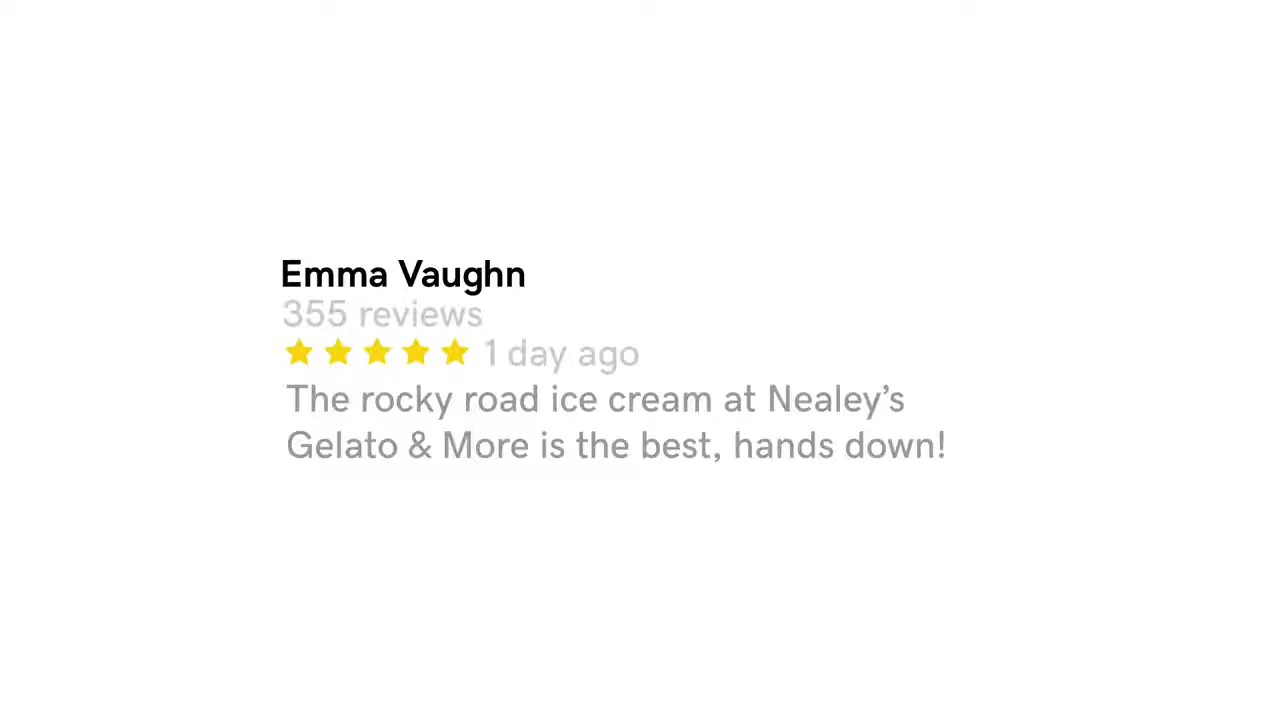 Emma Vaughn
355 reviews
1 day ago
The rocky road ice cream at Nealey’s
Gelato & More is the best, hands down!